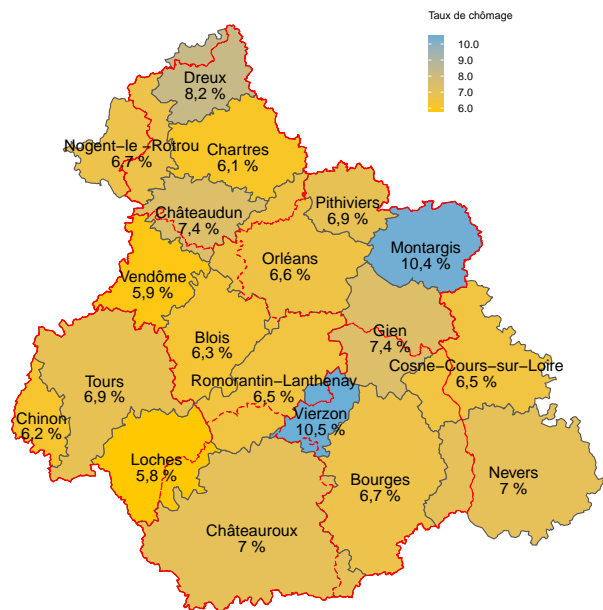 Taux de chômage
10.0
9.0
8.0
7.0
6.0
Dreux
8,2 %
Nogent–le –Rotrou
6,7 %
Chartres
6,1 %
Châteaudun
7,4 %
Pithiviers
6,9 %
Montargis
10,4 %
Orléans
6,6 %
Vendôme
5,9 %
Blois
6,3 %
Gien
7,4 %
Cosne–Cours–sur–Loire
6,5 %
Romorantin–Lanthenay
6,5 %
Tours
6,9 %
Chinon
6,2 %
Vierzon
10,5 %
Loches
5,8 %
Bourges
6,7 %
Nevers
7 %
Châteauroux
7 %